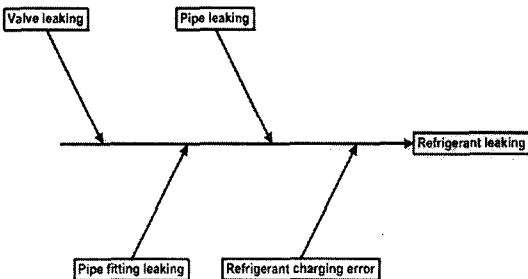 Valve leaking
Pipe leaking
Refrigerant leaking
Pipe fitting leaking
Refrigerant charging error